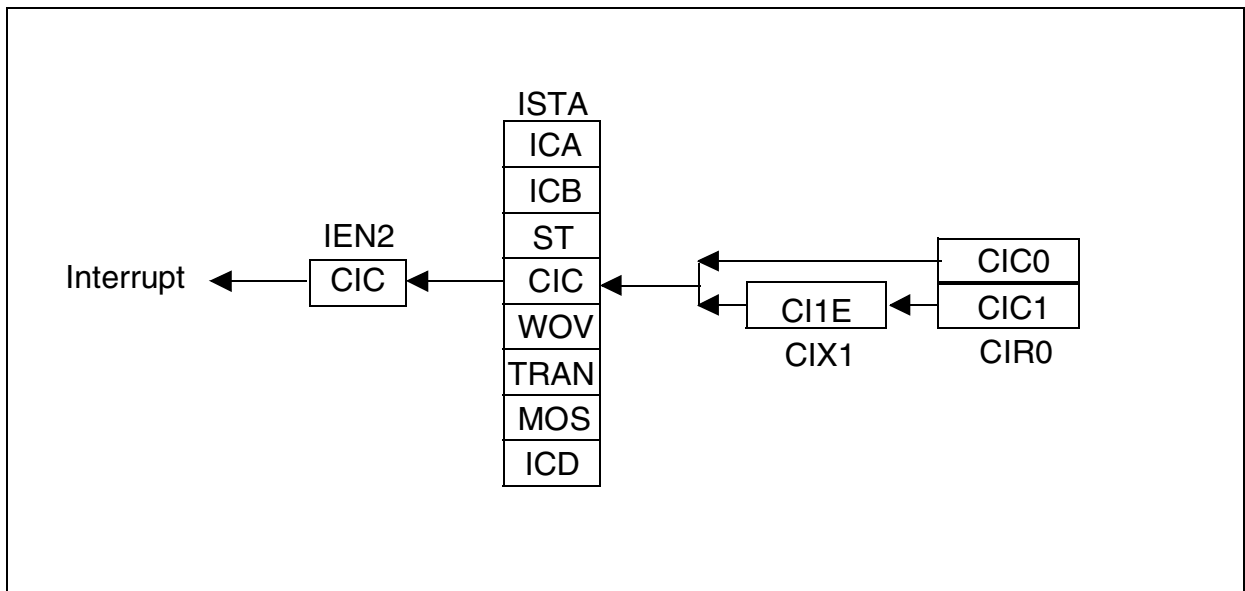 ISTA
ICA
ICB
ST
CIC
WOV
TRAN
MOS
ICD
IEN2
CIC
Interrupt
CIC0
CIC1
CIR0
CI1E
CIX1